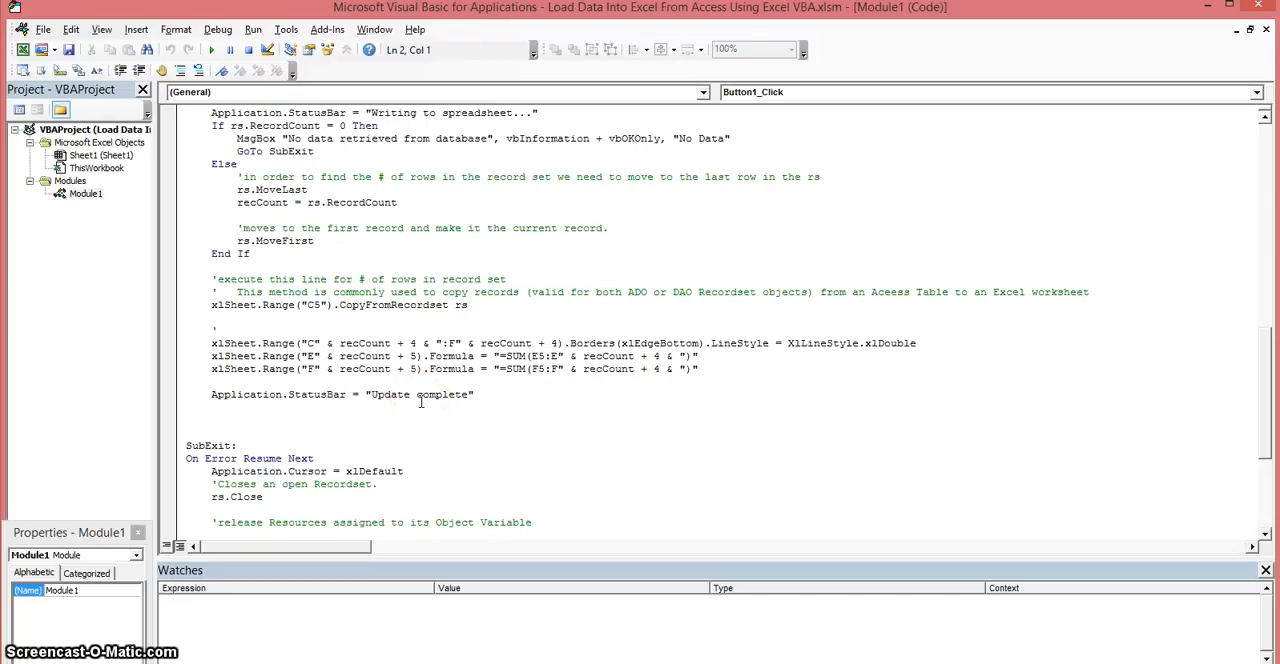 Microsoft Visual Basic for Applications - Load Data Into Excel From Access Using Excel VBA.xlsm - [Module1 (Code)]
File Edit View Insert Format Debug Run Tools Add-Ins Window Help
Ln 2, Col 1
100%
Project - VBAProject
(General)
Button1_Click
VBAProject (Load Data I
Microsoft Excel Objects
Sheet1 (Sheet1)
ThisWorkbook
Modules
Module1
Application.StatusBar = "Writing to spreadsheet..."
If rs.RecordCount = 0 Then
MsgBox "No data retrieved from database", vbInformation + vbOKOnly, "No Data"
GoTo SubExit
Else
'in order to find the # of rows in the record set we need to move to the last row in the rs
rs.MoveLast
recCount = rs.RecordCount
'moves to the first record and make it the current record.
rs.MoveFirst
End If
'execute this line for # of rows in record set
' This method is commonly used to copy records (valid for both ADO or DAO Recordset objects) from an Aceess Table to an Excel worksheet
xlSheet.Range("C5").CopyFromRecordset rs
'
xlSheet.Range("C" & recCount + 4 & ":F" & recCount + 4).Borders(xlEdgeBottom).LineStyle = XlLineStyle.xlDouble
xlSheet.Range("E" & recCount + 5).Formula = "=SUM(E5:E" & recCount + 4 & ")"
xlSheet.Range("F" & recCount + 5).Formula = "=SUM(F5:F" & recCount + 4 & ")"
Application.StatusBar = "Update complete"
SubExit:
On Error Resume Next
Application.Cursor = xlDefault
'Closes an open Recordset.
rs.Close
'release Resources assigned to its Object Variable
Properties - Module1
Module1 Module
Alphabetic Categorized
(Name) Module1
Watches
Expression Value Type Context
Screencast-O-Matic.com